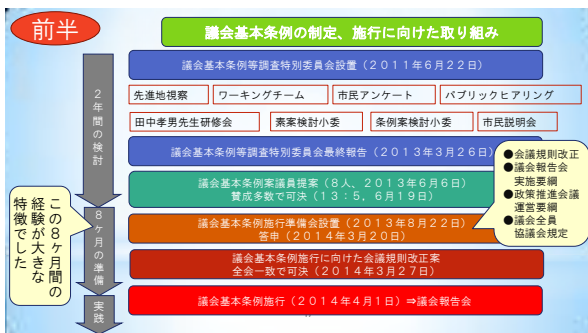 前半
議会基本条例の制定、施行に向けた取り組み
2年間の検討
議会基本条例等調査特別委員会設置（2011年6月22日）
先進地視察
ワーキングチーム
市民アンケート
パブリックヒアリング
田中孝男先生研修会
素案検討小委
条例案検討小委
市民説明会
議会基本条例等調査特別委員会最終報告（2013年3月26日）
議会基本条例案議員提案（8人、2013年6月6日）
賛成多数で可決（13：5、6月19日）
●会議規則改正
●議会報告会
実施要綱
●政策推進会議
運営要綱
●議会全員
協議会規定
この8ヶ月間の
経験が大きな
特徴でした
8ヶ月の準備
議会基本条例施行準備会設置（2013年8月22日）
答申（2014年3月20日）
議会基本条例施行に向けた会議規則改正案
全会一致で可決（2014年3月27日）
実践
議会基本条例施行（2014年4月1日）⇒議会報告会